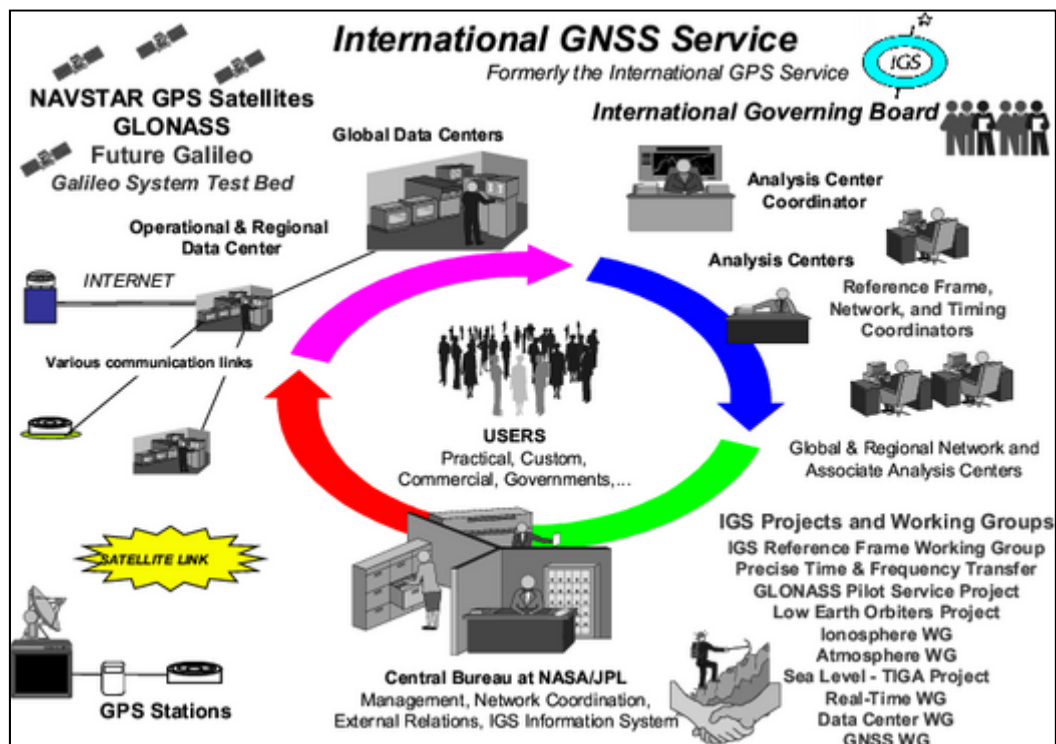 International GNSS Service
Formerly the International GPS Service
IGS
International Governing Board
NAVSTAR GPS Satellites
GLONASS
Future Galileo
Galileo System Test Bed
Global Data Centers
Operational & Regional
Data Center
INTERNET
Various communication links
Analysis Center
Coordinator
Analysis Centers
Reference Frame,
Network, and Timing
Coordinators
Global & Regional Network and
Associate Analysis Centers
USERS
Practical, Custom,
Commercial, Governments,...
SATELLITE LINK
GPS Stations
Central Bureau at NASA/JPL
Management, Network Coordination,
External Relations, IGS Information System
IGS Projects and Working Groups
IGS Reference Frame Working Group
Precise Time & Frequency Transfer
GLONASS Pilot Service Project
Low Earth Orbiters Project
Ionosphere WG
Atmosphere WG
Sea Level - TIGA Project
Real-Time WG
Data Center WG
GNSS WG